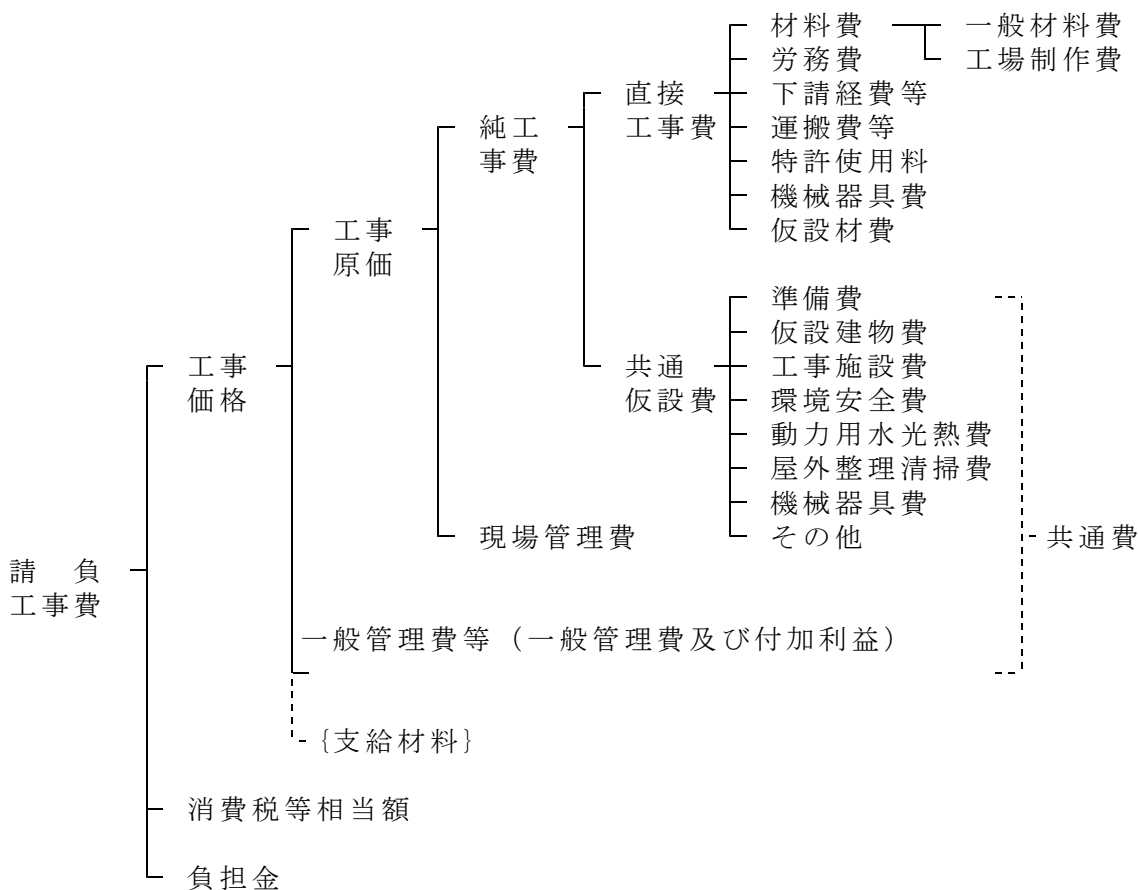 材料費
一般材料費
労務費
工場制作費
直接
工事費
下請経費等
純工
事費
運搬費等
特許使用料
機械器具費
工事
原価
仮設材費
準備費
仮設建物費
工事
価格
共通
仮設費
工事施設費
環境安全費
動力用水光熱費
屋外整理清掃費
機械器具費
現場管理費
その他
共通費
請 負
工事費
一般管理費等（一般管理費及び付加利益）
{支給材料}
消費税等相当額
負担金